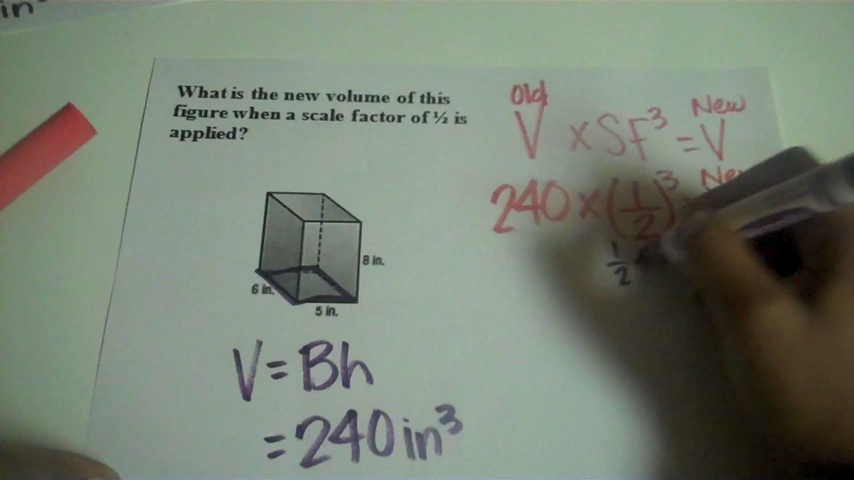 in
What is the new volume of this
figure when a scale factor of ½ is
applied?
8 in.
6 in.
5 in.
V = Bh
= 240 in³
Old New
V × SF³ = V
240 × (1/2)³
1/2